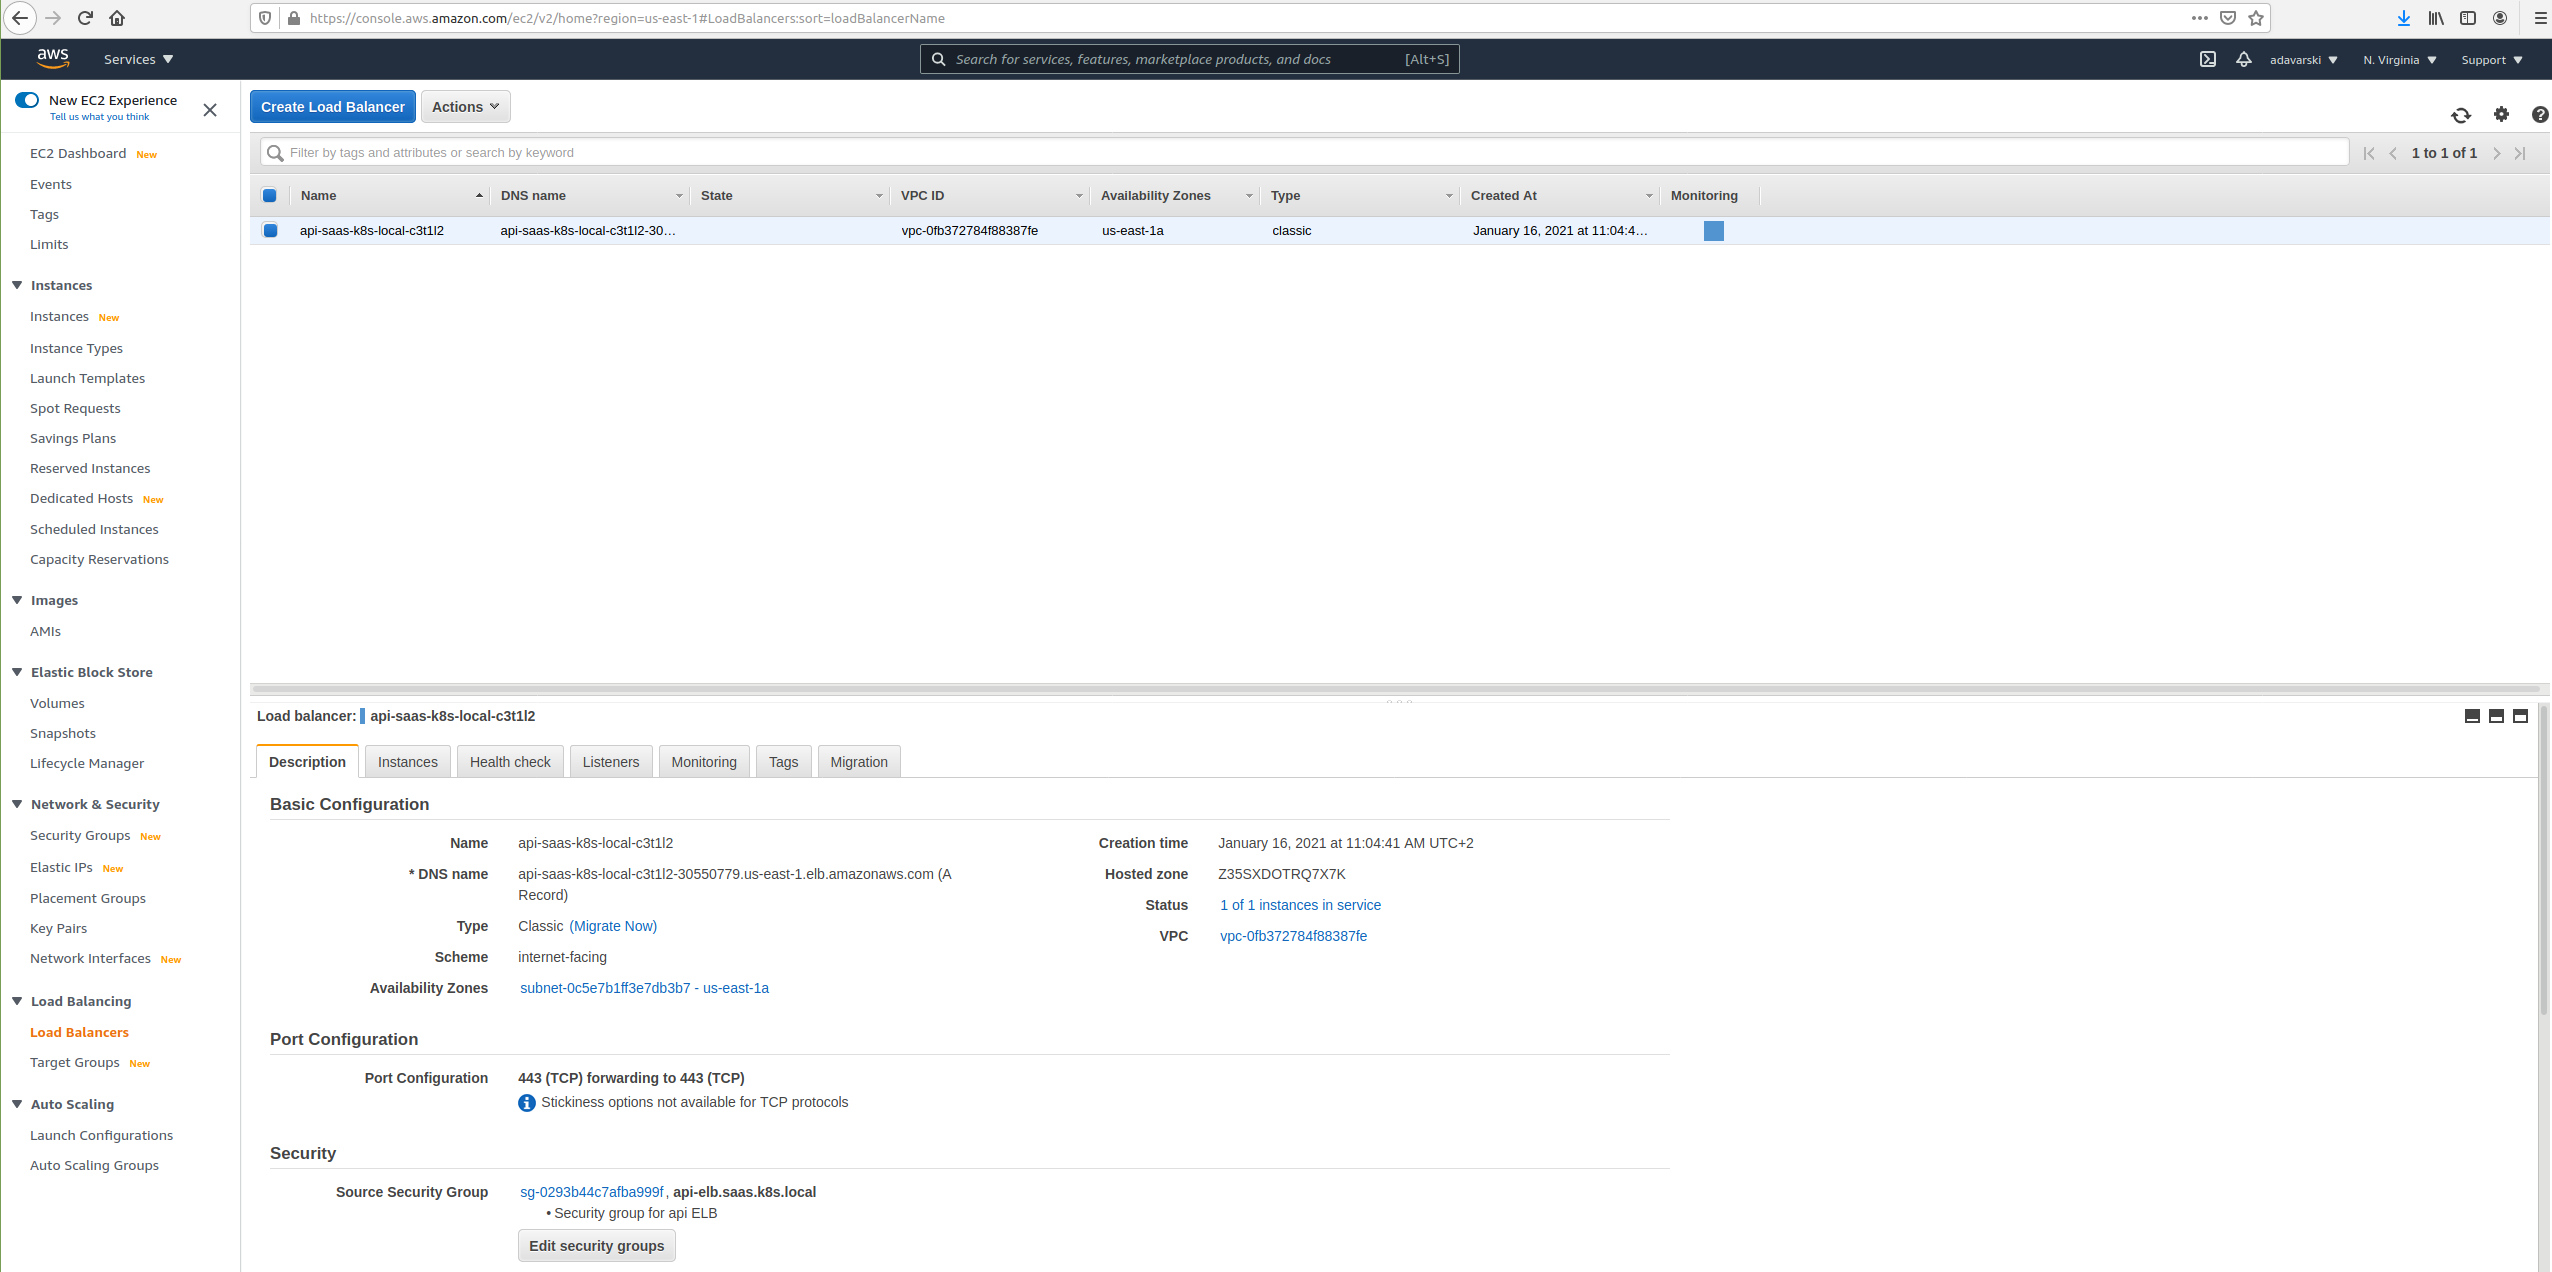 https://console.aws.amazon.com/ec2/v2/home?region=us-east-1#LoadBalancers:sort=loadBalancerName
aws
Services
Search for services, features, marketplace products, and docs [Alt+S]
adavarski
N. Virginia
Support
New EC2 Experience
Tell us what you think
EC2 Dashboard New
Events
Tags
Limits
Instances
Instances New
Instance Types
Launch Templates
Spot Requests
Savings Plans
Reserved Instances
Dedicated Hosts New
Scheduled Instances
Capacity Reservations
Images
AMIs
Elastic Block Store
Volumes
Snapshots
Lifecycle Manager
Network & Security
Security Groups New
Elastic IPs New
Placement Groups
Key Pairs
Network Interfaces New
Load Balancing
Load Balancers
Target Groups New
Auto Scaling
Launch Configurations
Auto Scaling Groups
Create Load Balancer
Actions
Filter by tags and attributes or search by keyword
1 to 1 of 1
Name DNS name State VPC ID Availability Zones Type Created At Monitoring
api-saas-k8s-local-c3t1l2 api-saas-k8s-local-c3t1l2-30... vpc-0fb372784f88387fe us-east-1a classic January 16, 2021 at 11:04:4...
Load balancer: api-saas-k8s-local-c3t1l2
Description Instances Health check Listeners Monitoring Tags Migration
Basic Configuration
Name api-saas-k8s-local-c3t1l2
* DNS name api-saas-k8s-local-c3t1l2-30550779.us-east-1.elb.amazonaws.com (A
Record)
Type Classic (Migrate Now)
Scheme internet-facing
Availability Zones subnet-0c5e7b1ff3e7db3b7 - us-east-1a
Creation time January 16, 2021 at 11:04:41 AM UTC+2
Hosted zone Z35SXDOTRQ7X7K
Status 1 of 1 instances in service
VPC vpc-0fb372784f88387fe
Port Configuration
Port Configuration 443 (TCP) forwarding to 443 (TCP)
Stickiness options not available for TCP protocols
Security
Source Security Group sg-0293b44c7afba999f, api-elb.saas.k8s.local
• Security group for api ELB
Edit security groups